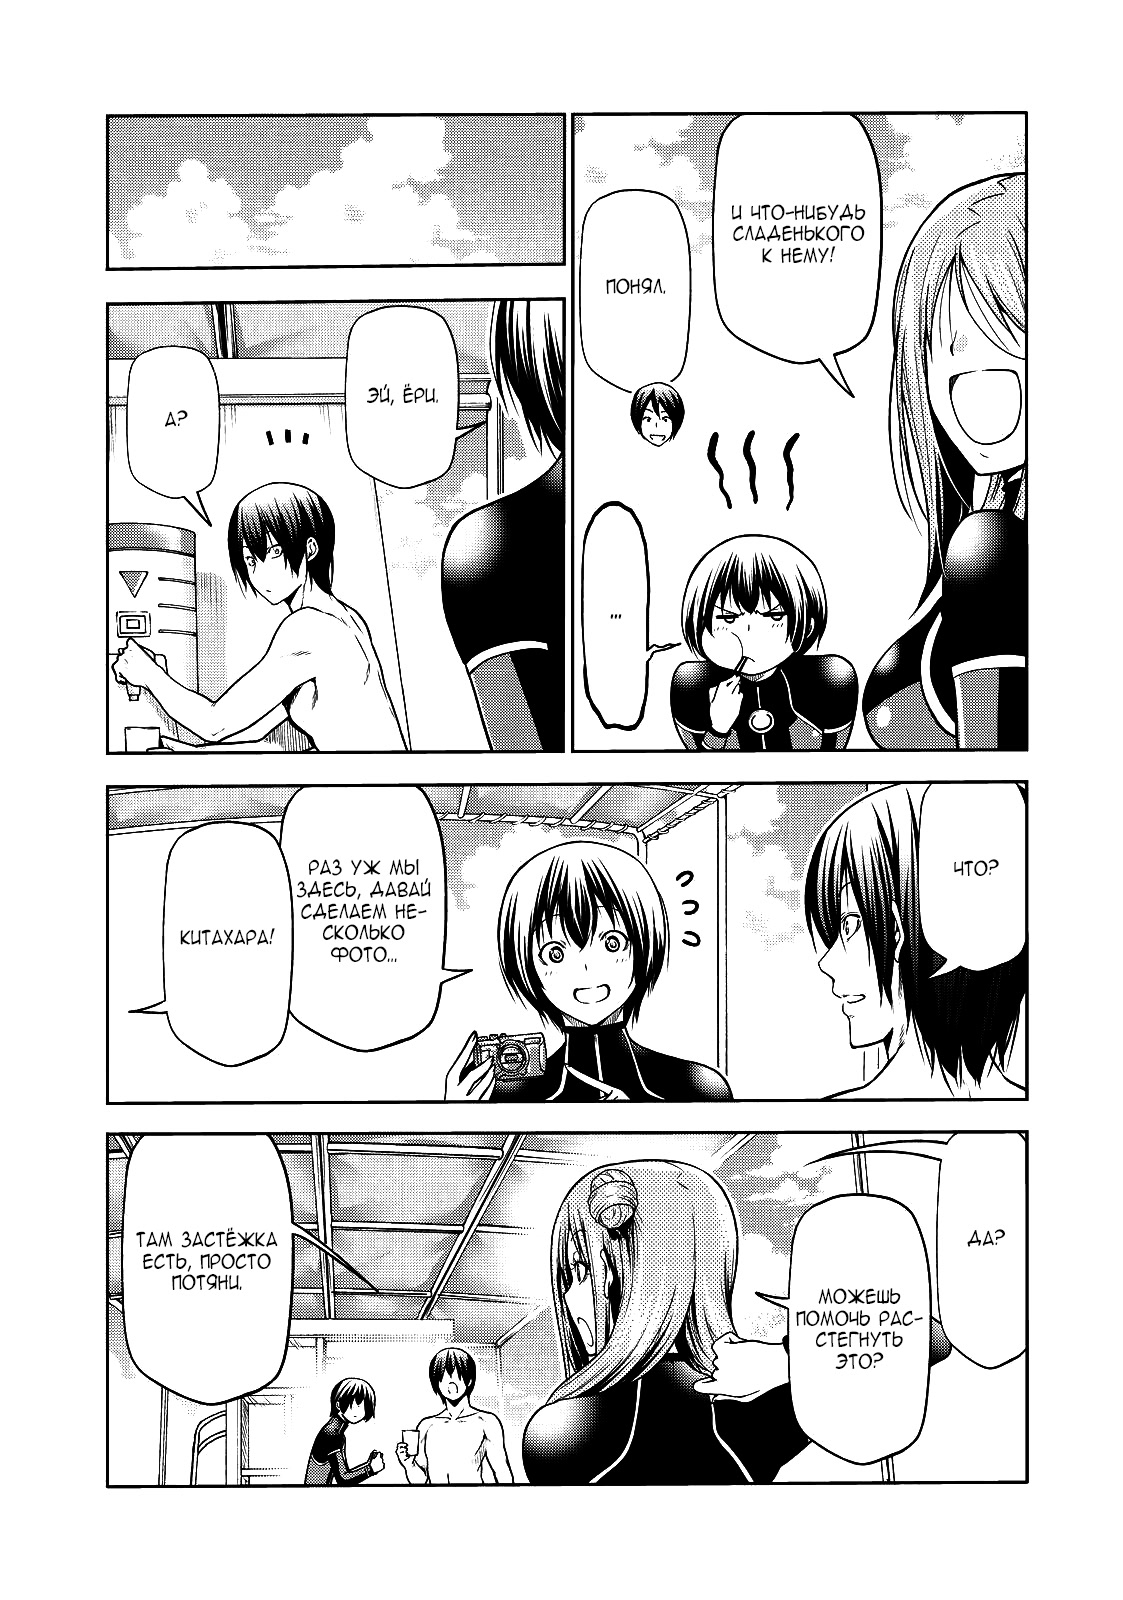 И ЧТО-НИБУДЬ
СЛАДЕНЬКОГО
К НЕМУ!
ПОНЯЛ.
...
ЭЙ, ЁРИ.
А?
ЧТО?
РАЗ УЖ МЫ
ЗДЕСЬ, ДАВАЙ
СДЕЛАЕМ НЕ-
СКОЛЬКО
ФОТО...
КИТАХАРА!
ДА?
МОЖЕШЬ
ПОМОЧЬ РАС-
СТЕГНУТЬ
ЭТО?
ТАМ ЗАСТЁЖКА
ЕСТЬ, ПРОСТО
ПОТЯНИ.